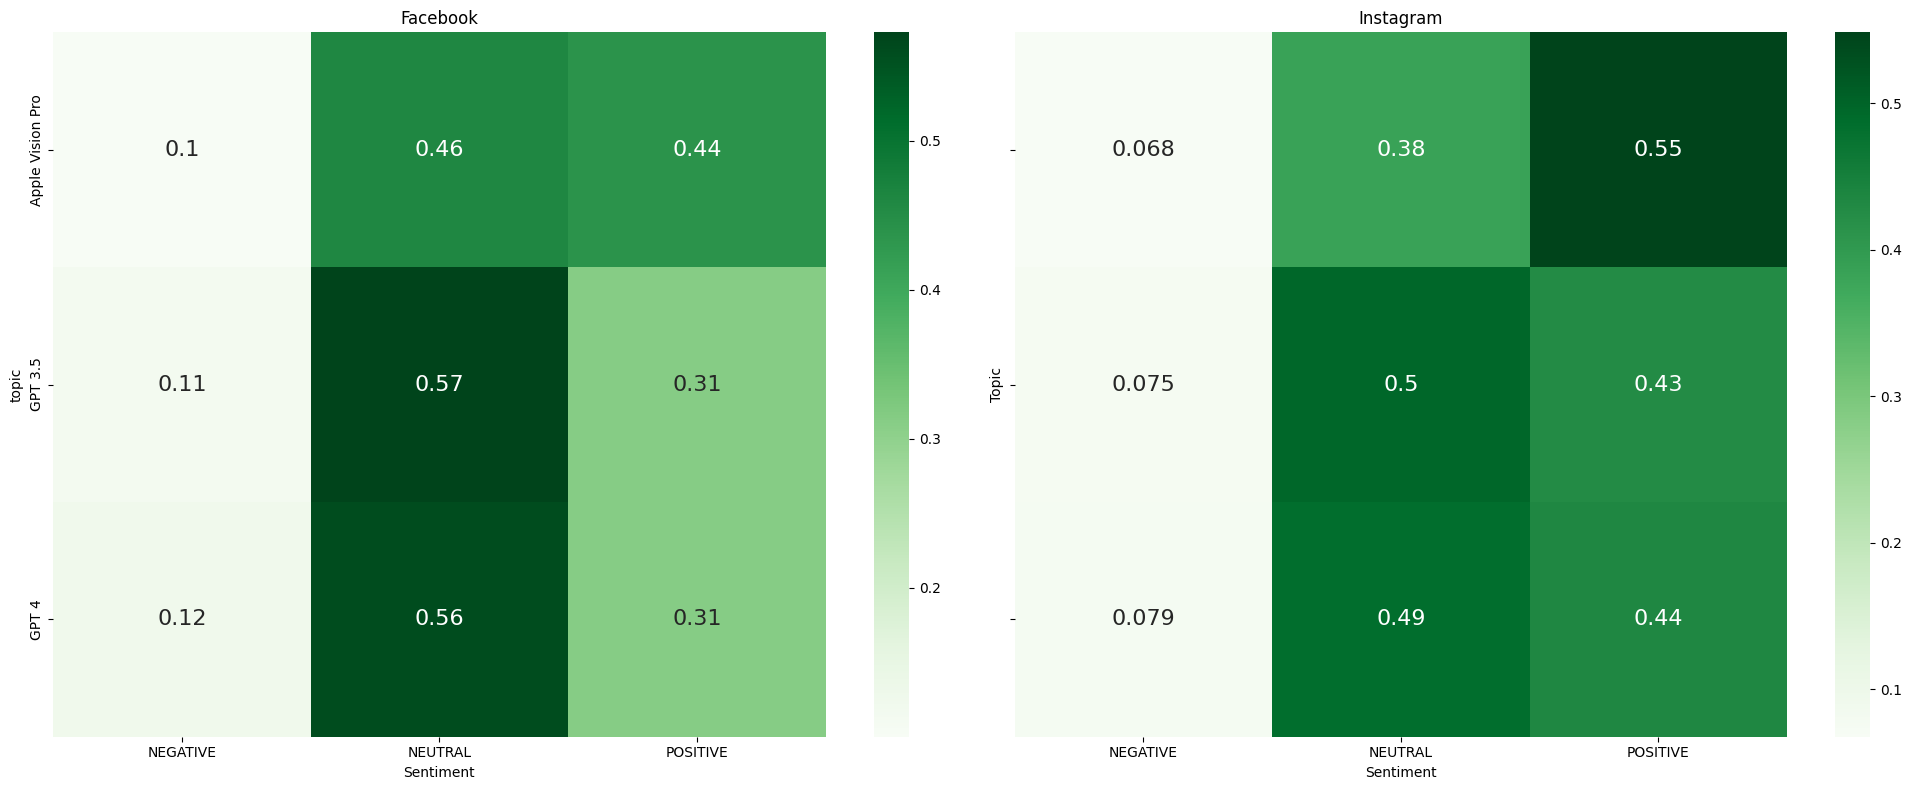 Facebook
Apple Vision Pro
0.1 0.46 0.44
topic
GPT 3.5
0.11 0.57 0.31
GPT 4
0.12 0.56 0.31
NEGATIVE NEUTRAL POSITIVE
Sentiment
0.5
0.4
0.3
0.2
Instagram
0.068 0.38 0.55
Topic
0.075 0.5 0.43
0.079 0.49 0.44
NEGATIVE NEUTRAL POSITIVE
Sentiment
0.5
0.4
0.3
0.2
0.1